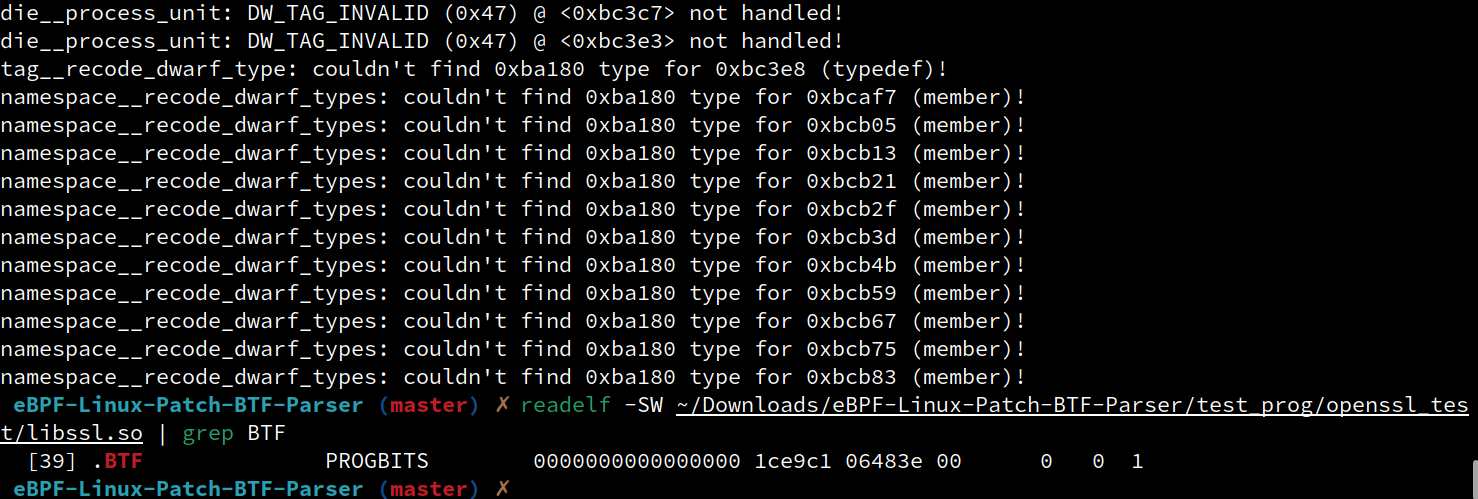 die__process_unit: DW_TAG_INVALID (0x47) @ <0xbc3c7> not handled!
die__process_unit: DW_TAG_INVALID (0x47) @ <0xbc3e3> not handled!
tag__recode_dwarf_type: couldn't find 0xba180 type for 0xbc3e8 (typedef)!
namespace__recode_dwarf_types: couldn't find 0xba180 type for 0xbcaf7 (member)!
namespace__recode_dwarf_types: couldn't find 0xba180 type for 0xbcb05 (member)!
namespace__recode_dwarf_types: couldn't find 0xba180 type for 0xbcb13 (member)!
namespace__recode_dwarf_types: couldn't find 0xba180 type for 0xbcb21 (member)!
namespace__recode_dwarf_types: couldn't find 0xba180 type for 0xbcb2f (member)!
namespace__recode_dwarf_types: couldn't find 0xba180 type for 0xbcb3d (member)!
namespace__recode_dwarf_types: couldn't find 0xba180 type for 0xbcb4b (member)!
namespace__recode_dwarf_types: couldn't find 0xba180 type for 0xbcb59 (member)!
namespace__recode_dwarf_types: couldn't find 0xba180 type for 0xbcb67 (member)!
namespace__recode_dwarf_types: couldn't find 0xba180 type for 0xbcb75 (member)!
namespace__recode_dwarf_types: couldn't find 0xba180 type for 0xbcb83 (member)!
eBPF-Linux-Patch-BTF-Parser (master) ✗ readelf -SW ~/Downloads/eBPF-Linux-Patch-BTF-Parser/test_prog/openssl_tes
t/libssl.so | grep BTF
[39] .BTF PROGBITS 0000000000000000 1ce9c1 06483e 00 0 0 1
eBPF-Linux-Patch-BTF-Parser (master) ✗